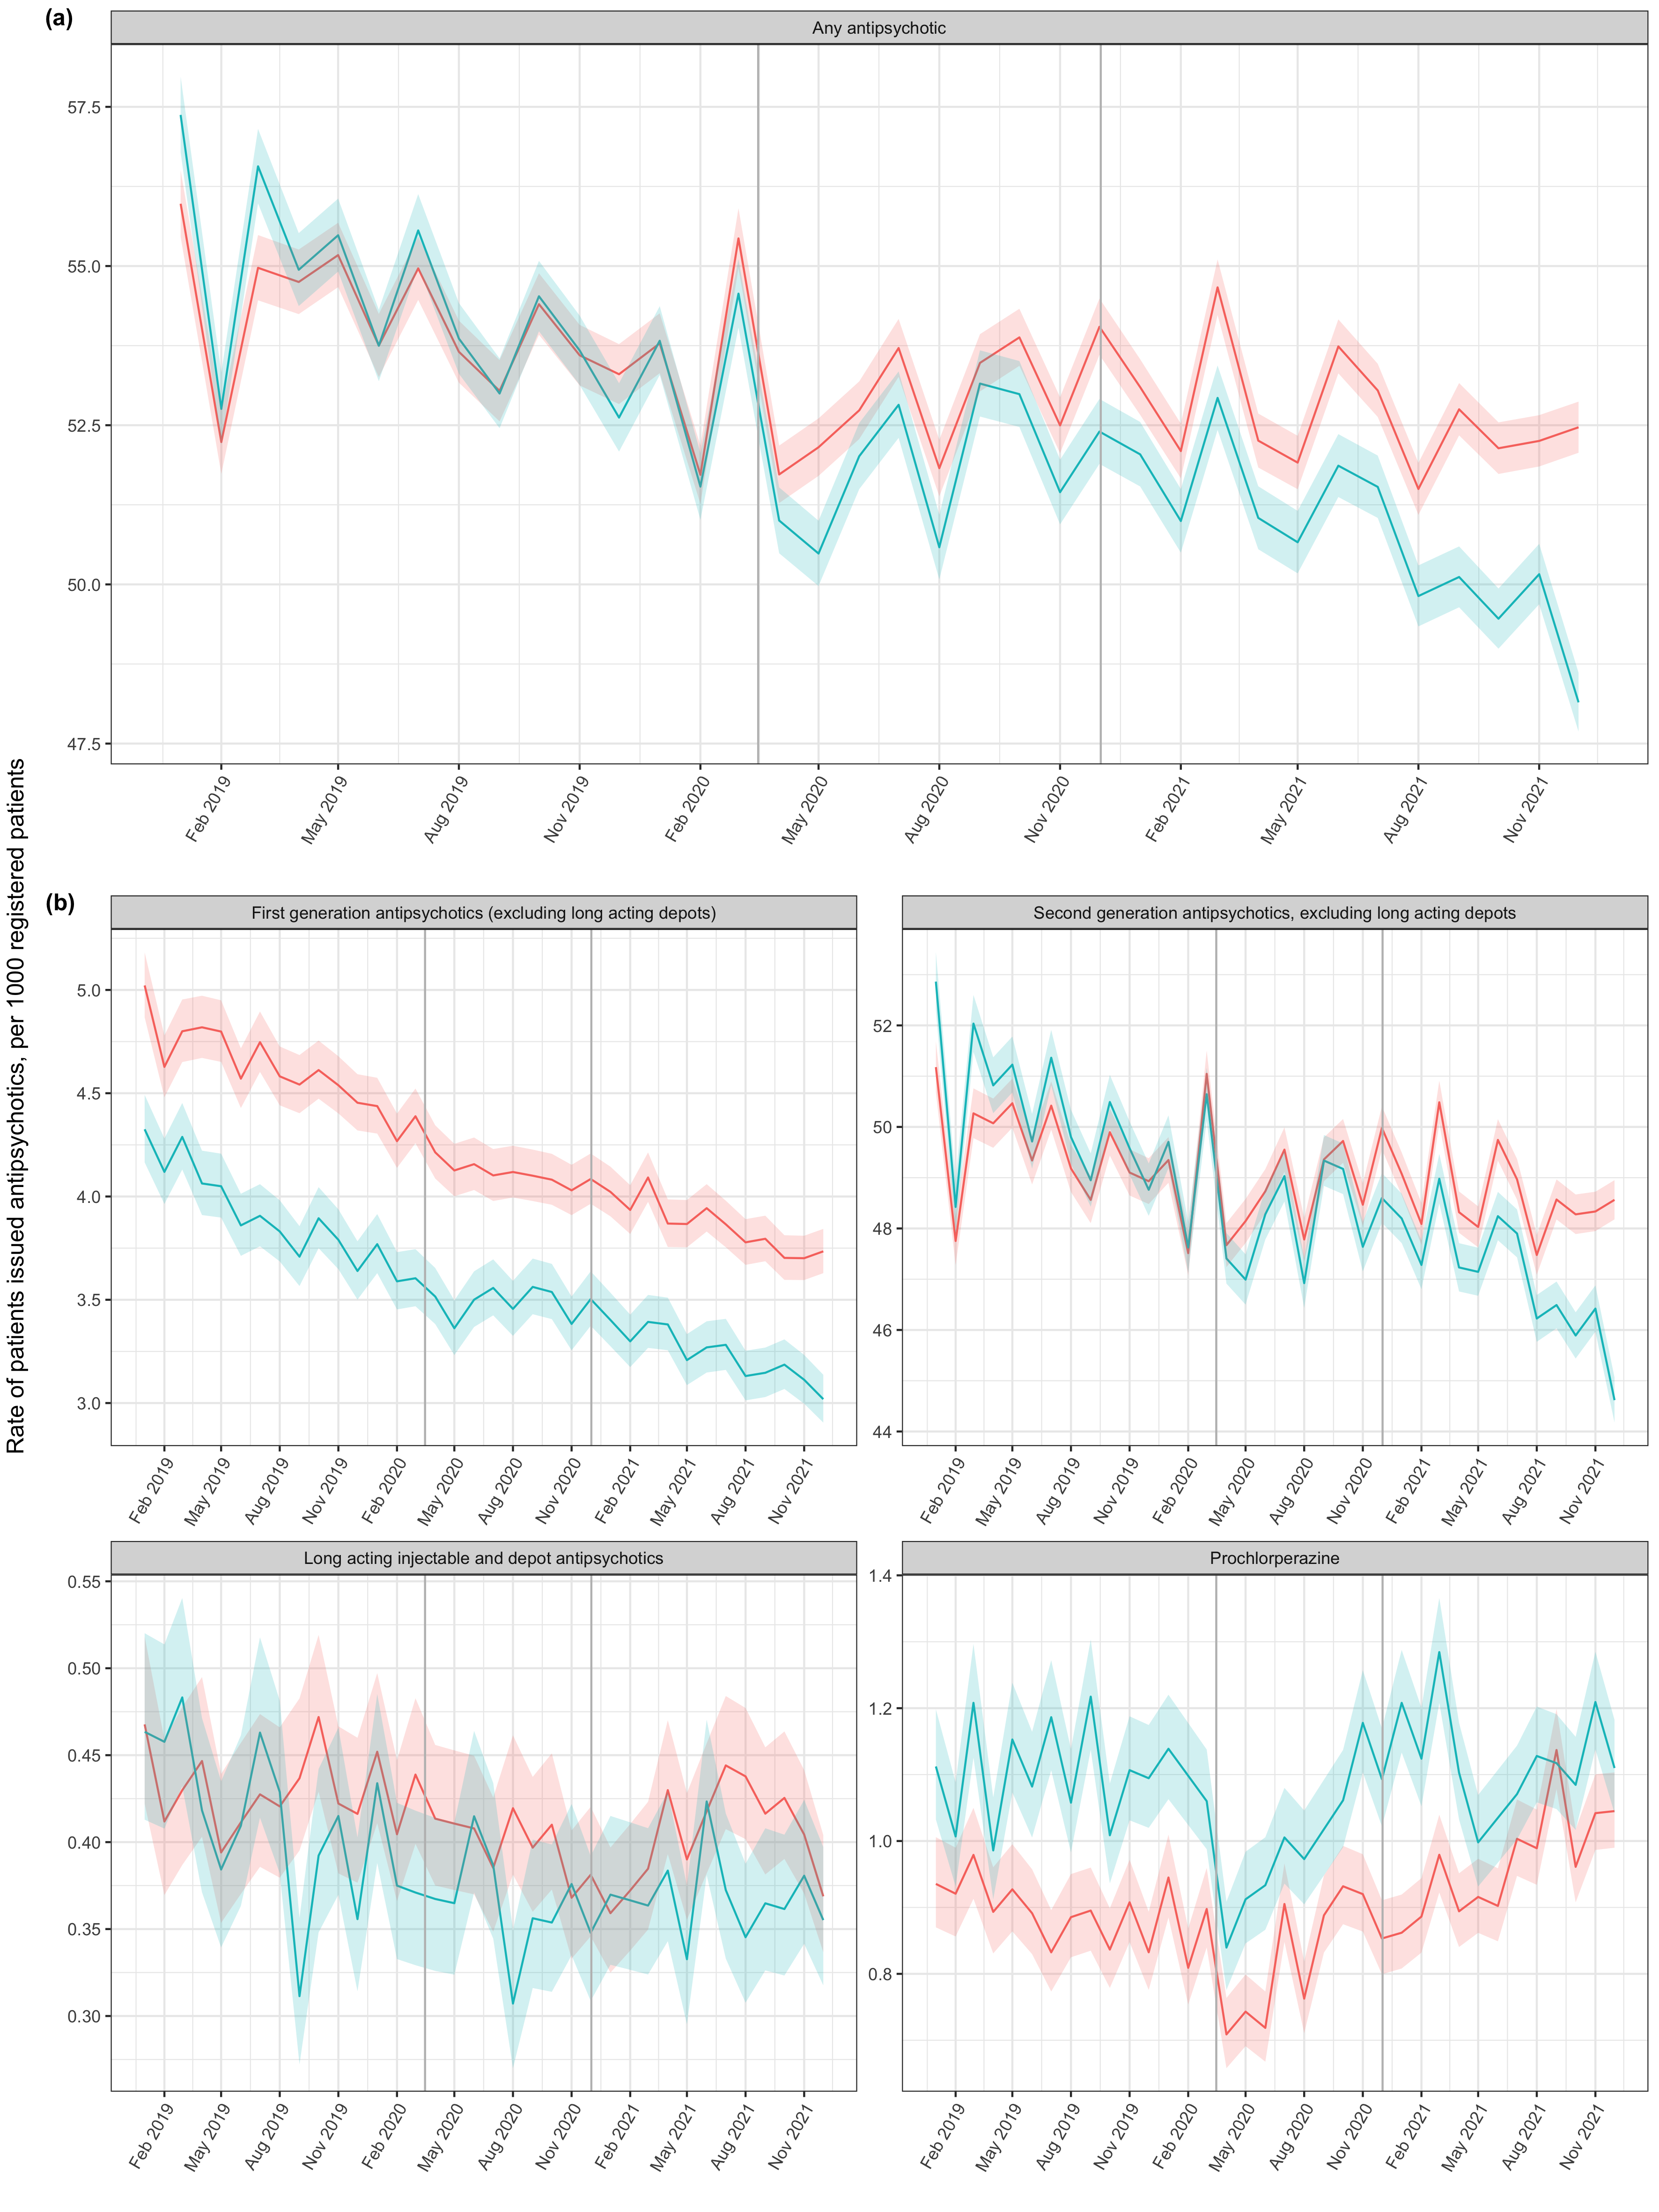 (a)
Any antipsychotic
57.5
55.0
52.5
50.0
47.5
Feb 2019
May 2019
Aug 2019
Nov 2019
Feb 2020
May 2020
Aug 2020
Nov 2020
Feb 2021
May 2021
Aug 2021
Nov 2021
Rate of patients issued antipsychotics, per 1000 registered patients
(b)
First generation antipsychotics (excluding long acting depots)
5.0
4.5
4.0
3.5
3.0
Feb 2019
May 2019
Aug 2019
Nov 2019
Feb 2020
May 2020
Aug 2020
Nov 2020
Feb 2021
May 2021
Aug 2021
Nov 2021
Second generation antipsychotics, excluding long acting depots
52
50
48
46
44
Feb 2019
May 2019
Aug 2019
Nov 2019
Feb 2020
May 2020
Aug 2020
Nov 2020
Feb 2021
May 2021
Aug 2021
Nov 2021
Long acting injectable and depot antipsychotics
0.55
0.50
0.45
0.40
0.35
0.30
Feb 2019
May 2019
Aug 2019
Nov 2019
Feb 2020
May 2020
Aug 2020
Nov 2020
Feb 2021
May 2021
Aug 2021
Nov 2021
Prochlorperazine
1.4
1.2
1.0
0.8
Feb 2019
May 2019
Aug 2019
Nov 2019
Feb 2020
May 2020
Aug 2020
Nov 2020
Feb 2021
May 2021
Aug 2021
Nov 2021